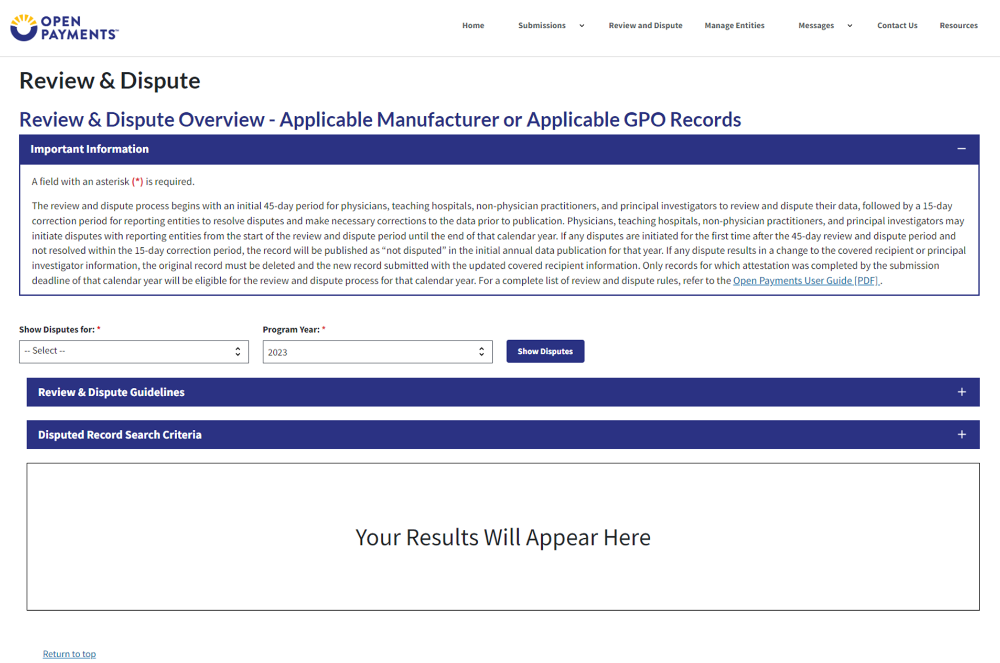 OPEN
PAYMENTS™
Home Submissions Review and Dispute Manage Entities Messages Contact Us Resources
Review & Dispute
Review & Dispute Overview - Applicable Manufacturer or Applicable GPO Records
Important Information
A field with an asterisk (*) is required.
The review and dispute process begins with an initial 45-day period for physicians, teaching hospitals, non-physician practitioners, and principal investigators to review and dispute their data, followed by a 15-day
correction period for reporting entities to resolve disputes and make necessary corrections to the data prior to publication. Physicians, teaching hospitals, non-physician practitioners, and principal investigators may
initiate disputes with reporting entities from the start of the review and dispute period until the end of that calendar year. If any disputes are initiated for the first time after the 45-day review and dispute period and
not resolved within the 15-day correction period, the record will be published as “not disputed” in the initial annual data publication for that year. If any dispute results in a change to the covered recipient or principal
investigator information, the original record must be deleted and the new record submitted with the updated covered recipient information. Only records for which attestation was completed by the submission
deadline of that calendar year will be eligible for the review and dispute process for that calendar year. For a complete list of review and dispute rules, refer to the Open Payments User Guide [PDF] .
Show Disputes for: * Program Year: *
-- Select -- 2023 Show Disputes
Review & Dispute Guidelines
Disputed Record Search Criteria
Your Results Will Appear Here
Return to top